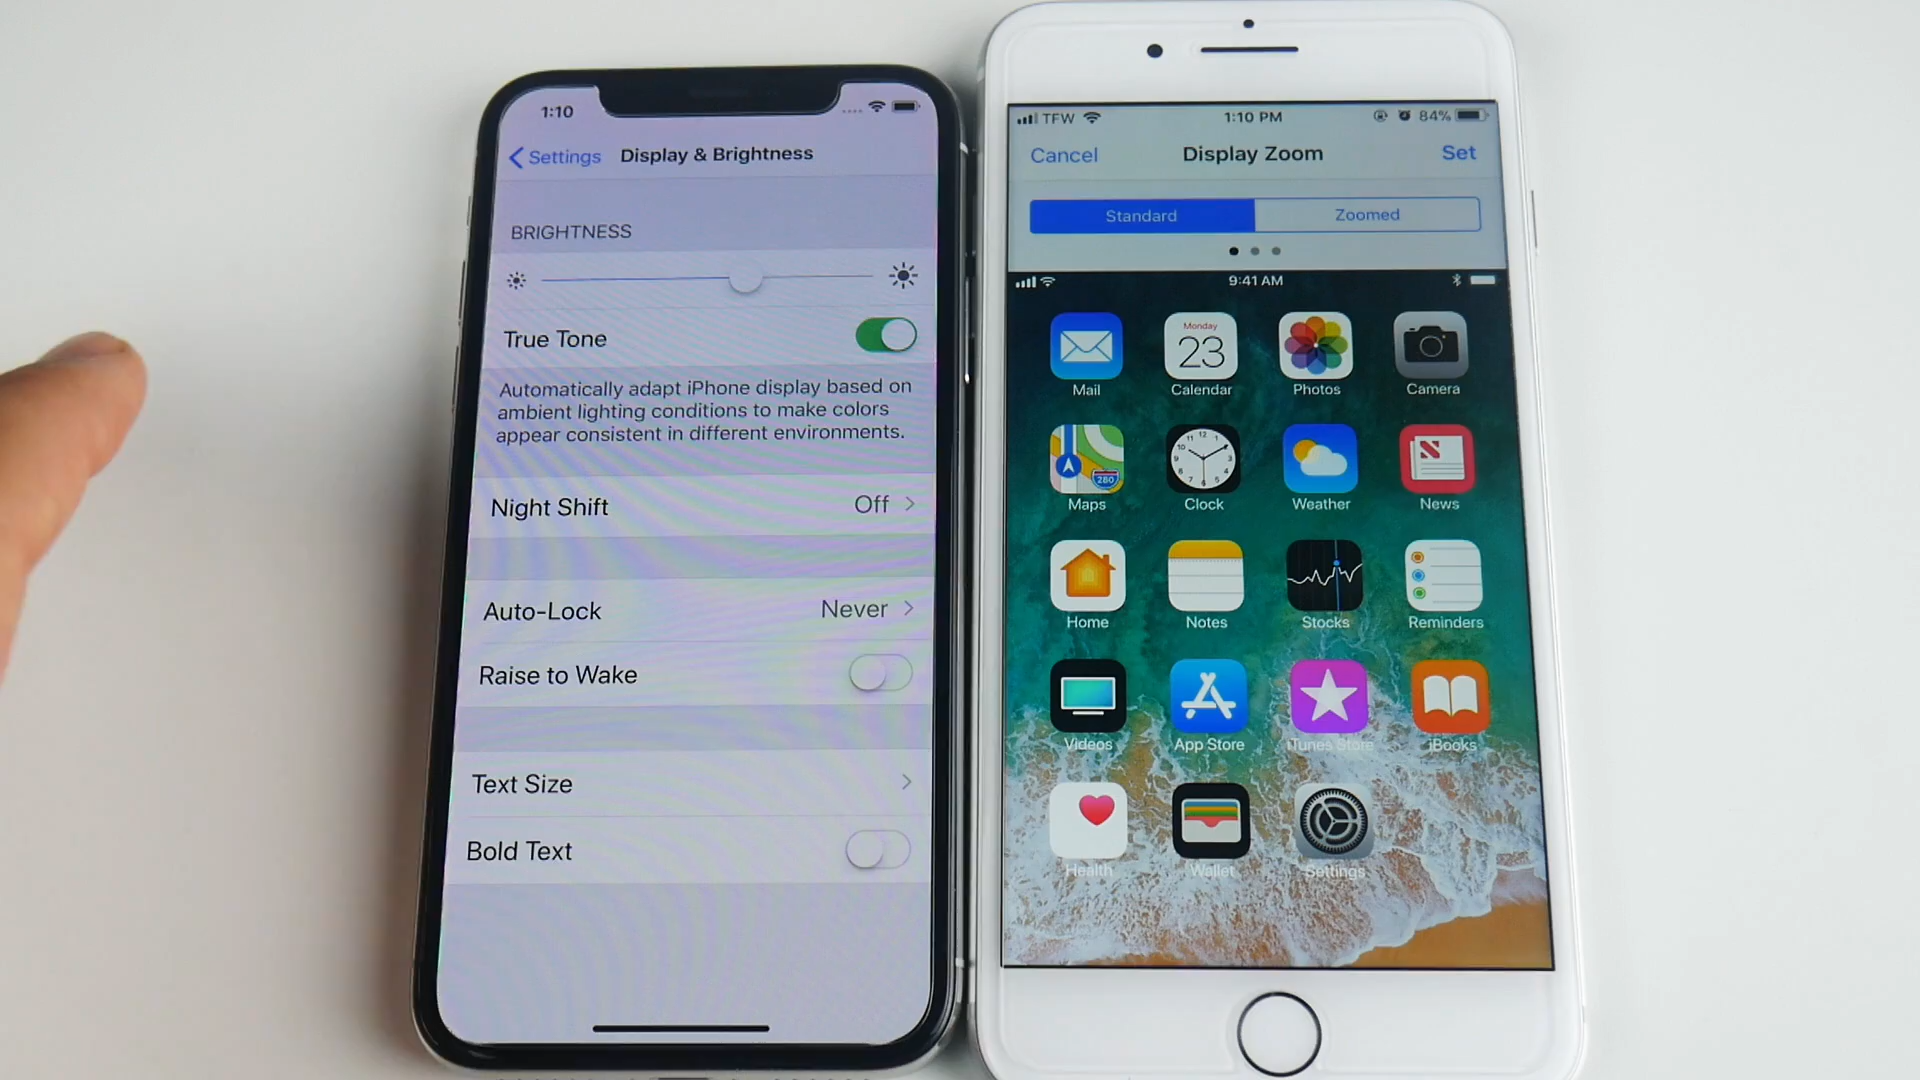 1:10
Settings
Display & Brightness
BRIGHTNESS
True Tone
Automatically adapt iPhone display based on
ambient lighting conditions to make colors
appear consistent in different environments.
Night Shift Off
Auto-Lock Never
Raise to Wake
Text Size
Bold Text
TFW 1:10 PM 84%
Cancel Display Zoom Set
Standard Zoomed
9:41 AM
Monday
23
Mail Calendar Photos Camera
280
12
Maps Clock Weather News
Home Notes Stocks Reminders
Videos App Store iTunes Store iBooks
Health Wallet Settings